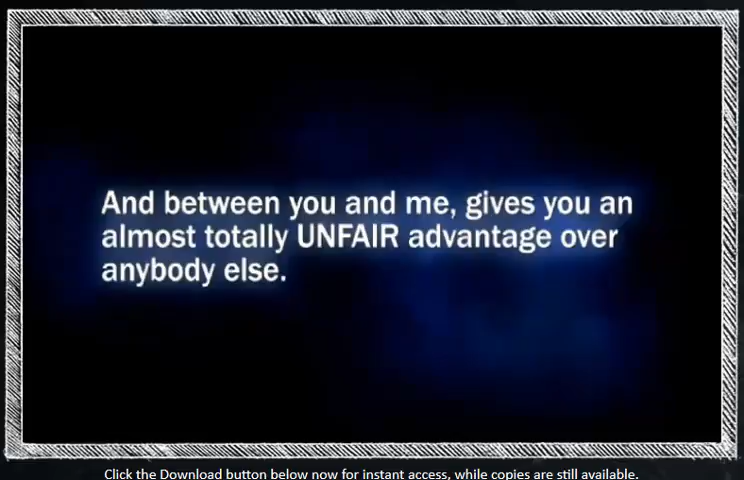 And between you and me, gives you an
almost totally UNFAIR advantage over
anybody else.
Click the Download button below now for instant access, while copies are still available.